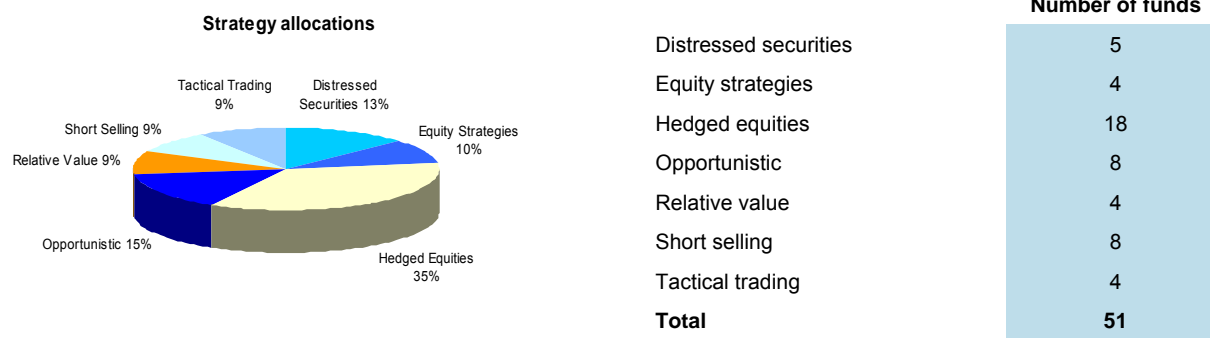 Strategy allocations
Tactical Trading
9%
Distressed
Securities 13%
Short Selling 9%
Equity Strategies
10%
Relative Value 9%
Opportunistic 15%
Hedged Equities
35%
Number of funds
Distressed securities 5
Equity strategies 4
Hedged equities 18
Opportunistic 8
Relative value 4
Short selling 8
Tactical trading 4
Total 51